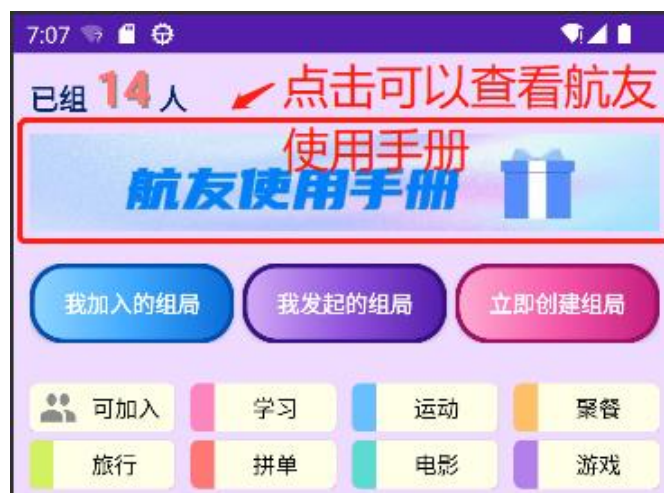 7:07
已组 14 人
点击可以查看航友
使用手册
航友使用手册
我加入的组局
我发起的组局
立即创建组局
可加入
学习
运动
聚餐
旅行
拼单
电影
游戏